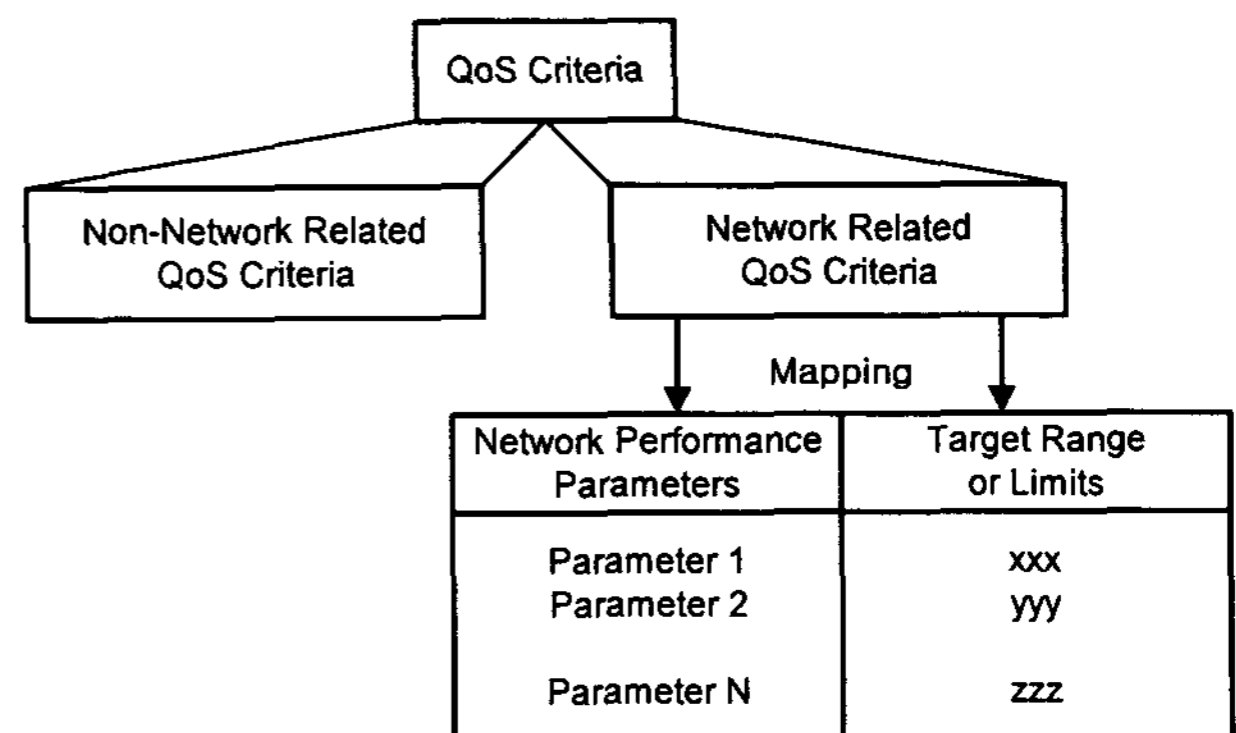 QoS Criteria
Non-Network Related
QoS Criteria
Network Related
QoS Criteria
Mapping
Network Performance
Parameters
Target Range
or Limits
Parameter 1 xxx
Parameter 2 yyy
Parameter N zzz